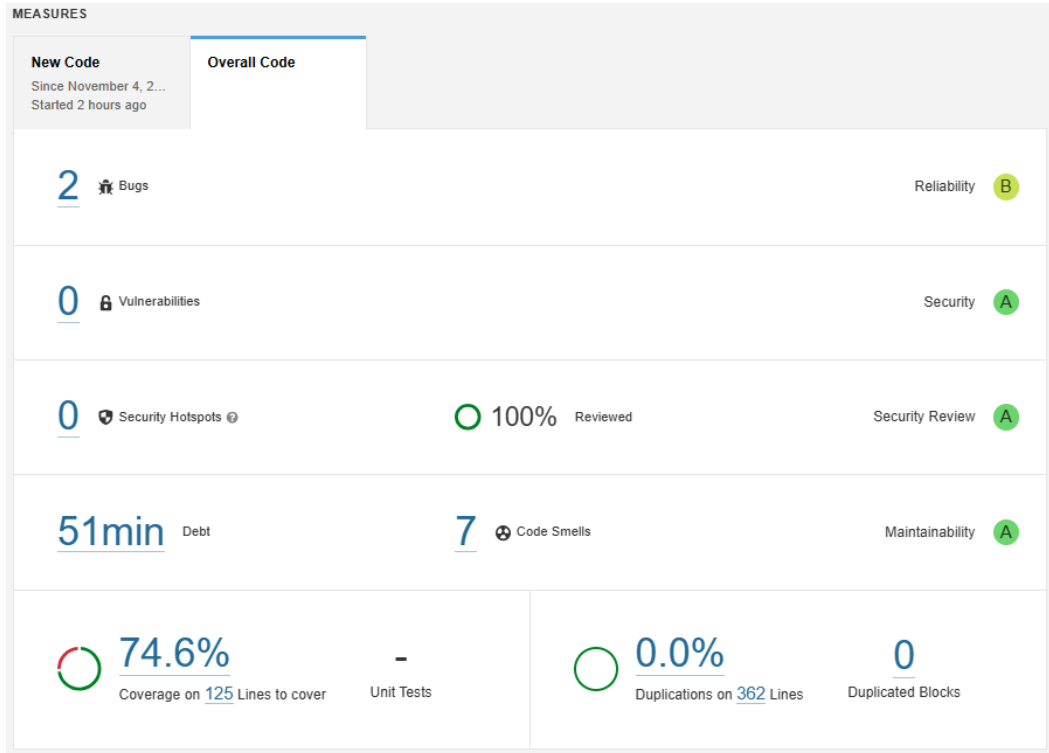 MEASURES
New Code
Overall Code
Since November 4, 2...
Started 2 hours ago
2 Bugs Reliability B
0 Vulnerabilities Security A
0 Security Hotspots ? 100% Reviewed Security Review A
51min Debt 7 Code Smells Maintainability A
74.6%
Coverage on 125 Lines to cover
-
Unit Tests
0.0%
Duplications on 362 Lines
0
Duplicated Blocks